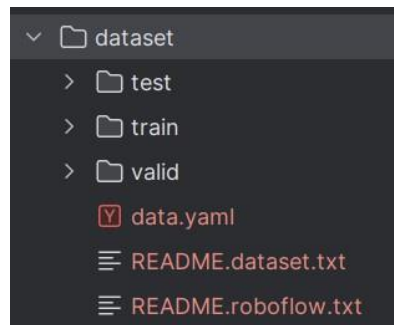 dataset
test
train
valid
data.yaml
README.dataset.txt
README.roboflow.txt